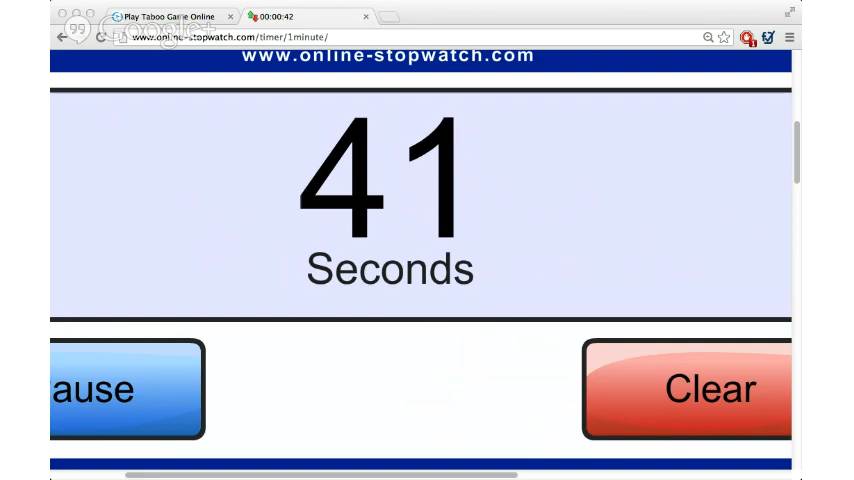 Play Taboo Game Online
00:00:42
Google+
www.online-stopwatch.com/timer/1minute/
www.online-stopwatch.com
41
Seconds
ause
Clear